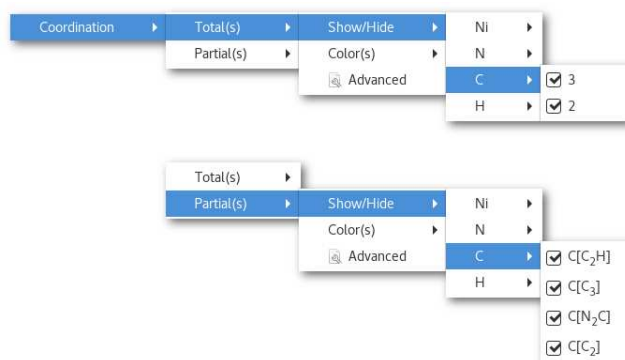 Coordination Total(s) Show/Hide Ni
Partial(s) Color(s) N
Advanced C 3
H 2
Total(s)
Partial(s) Show/Hide Ni
Color(s) N
Advanced C C[C₂H]
H C[C₃]
C[N₂C]
C[C₂]